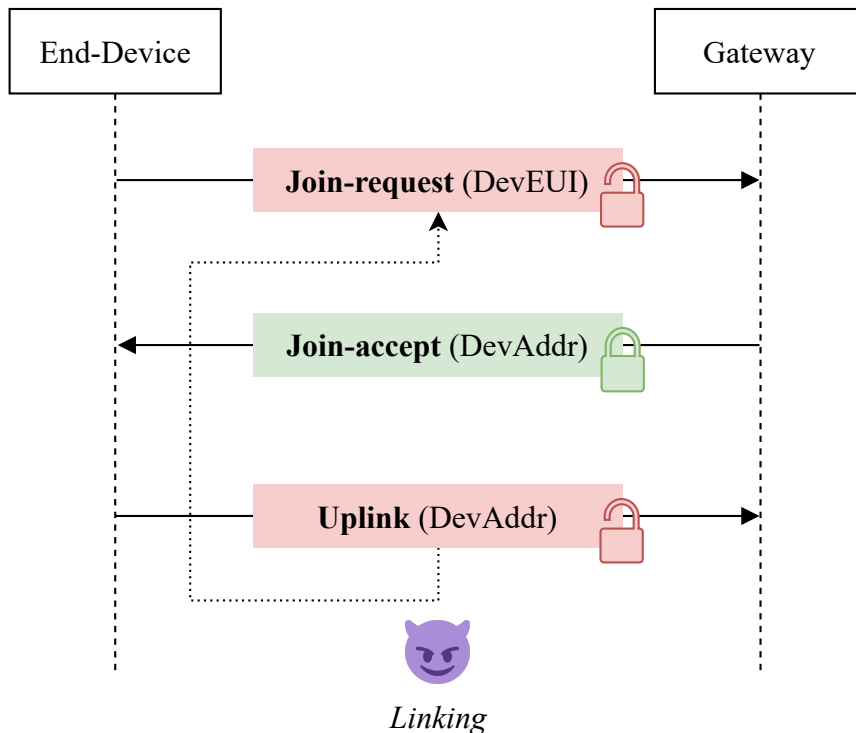 End-Device
Gateway
Join-request (DevEUI)
Join-accept (DevAddr)
Uplink (DevAddr)
Linking